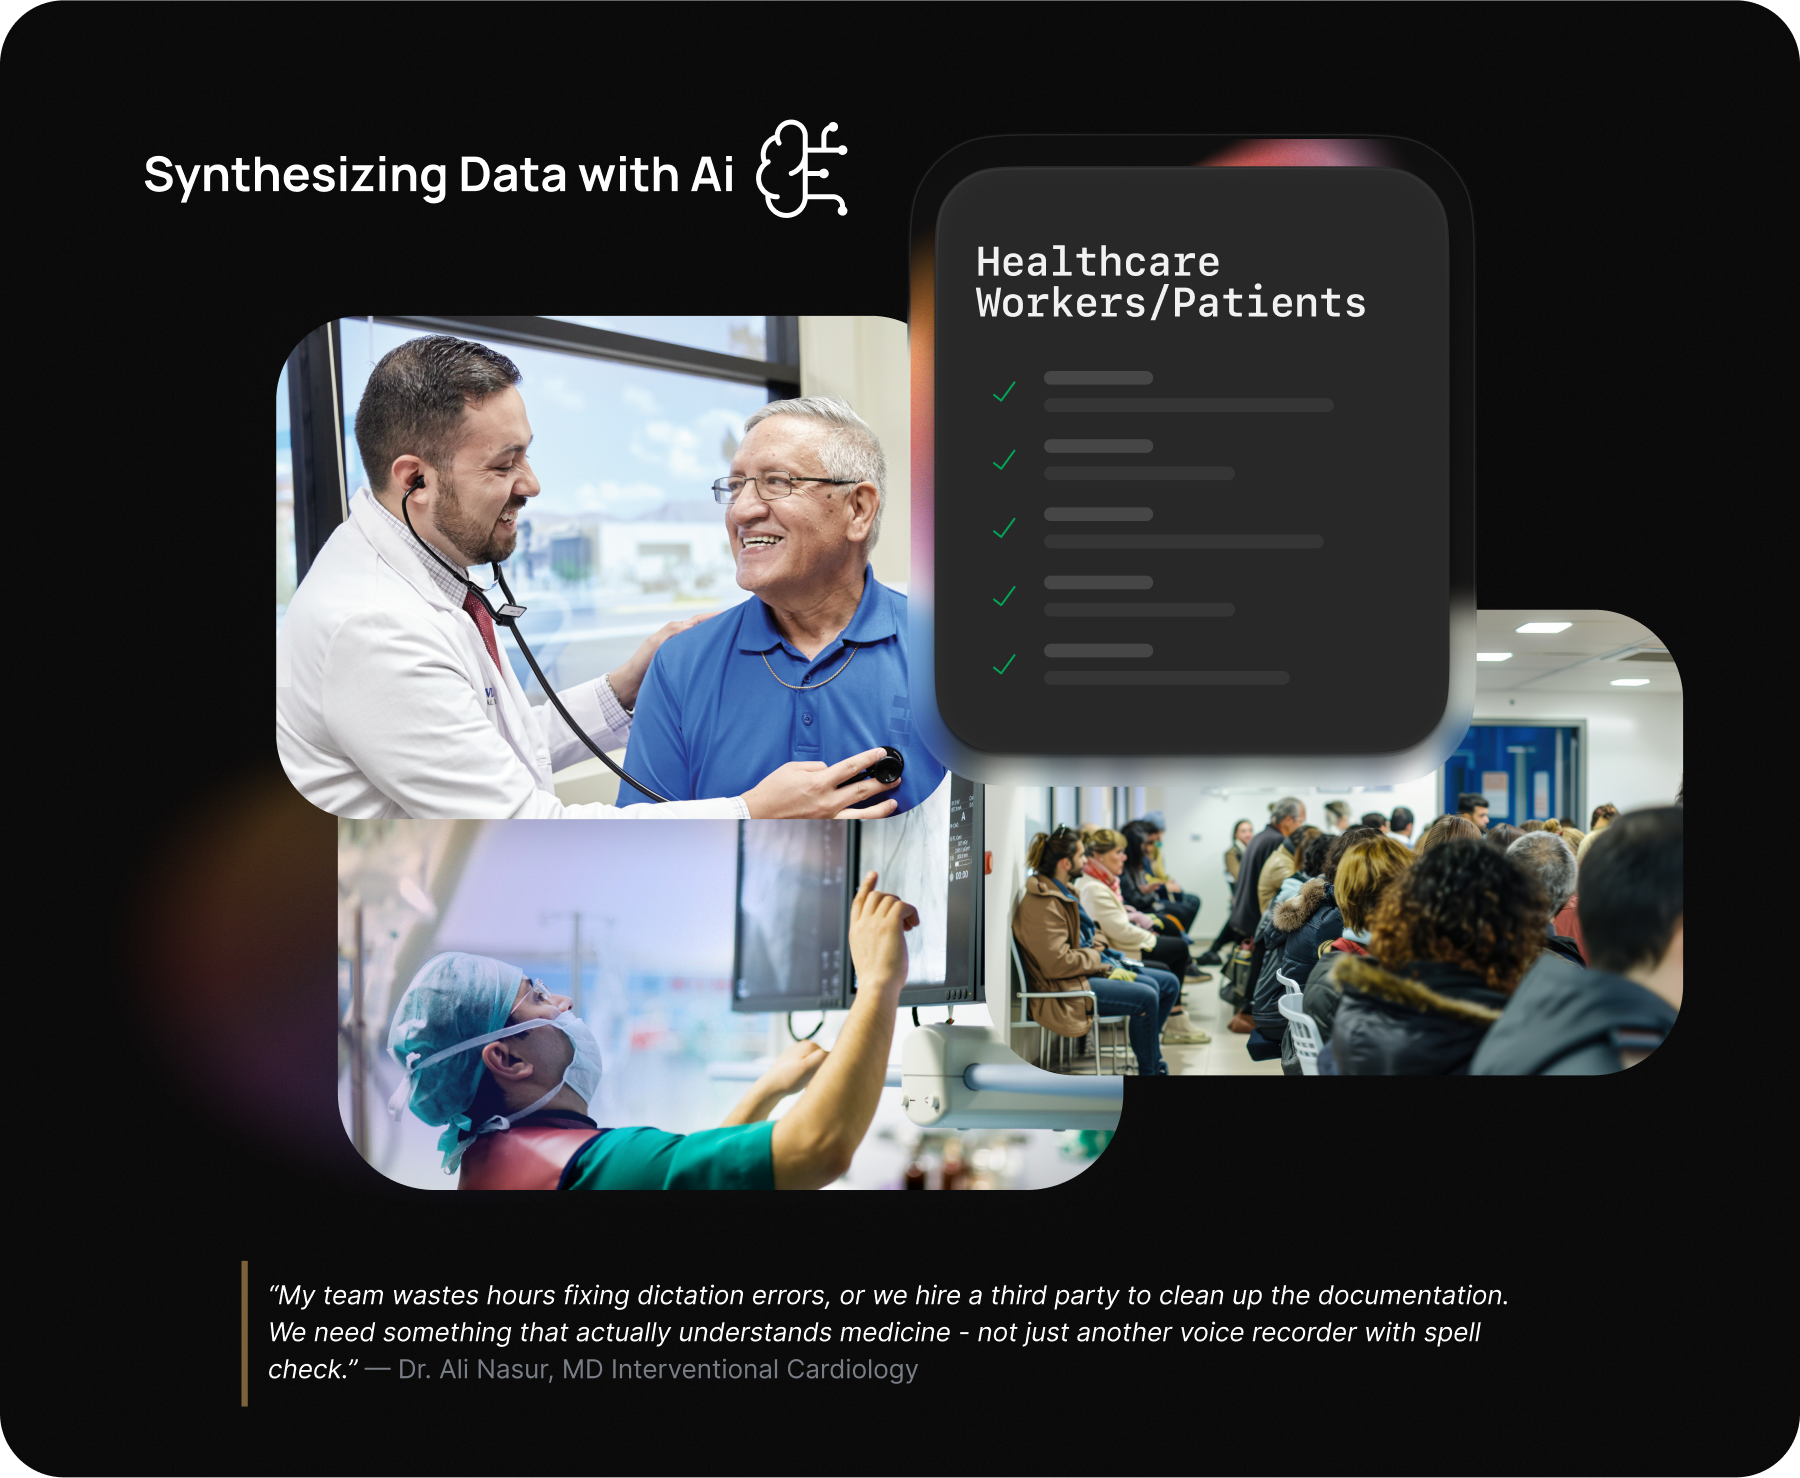 Synthesizing Data with Ai
Healthcare
Workers/Patients
A
00:00
“My team wastes hours fixing dictation errors, or we hire a third party to clean up the documentation.
We need something that actually understands medicine - not just another voice recorder with spell
check.” — Dr. Ali Nasur, MD Interventional Cardiology